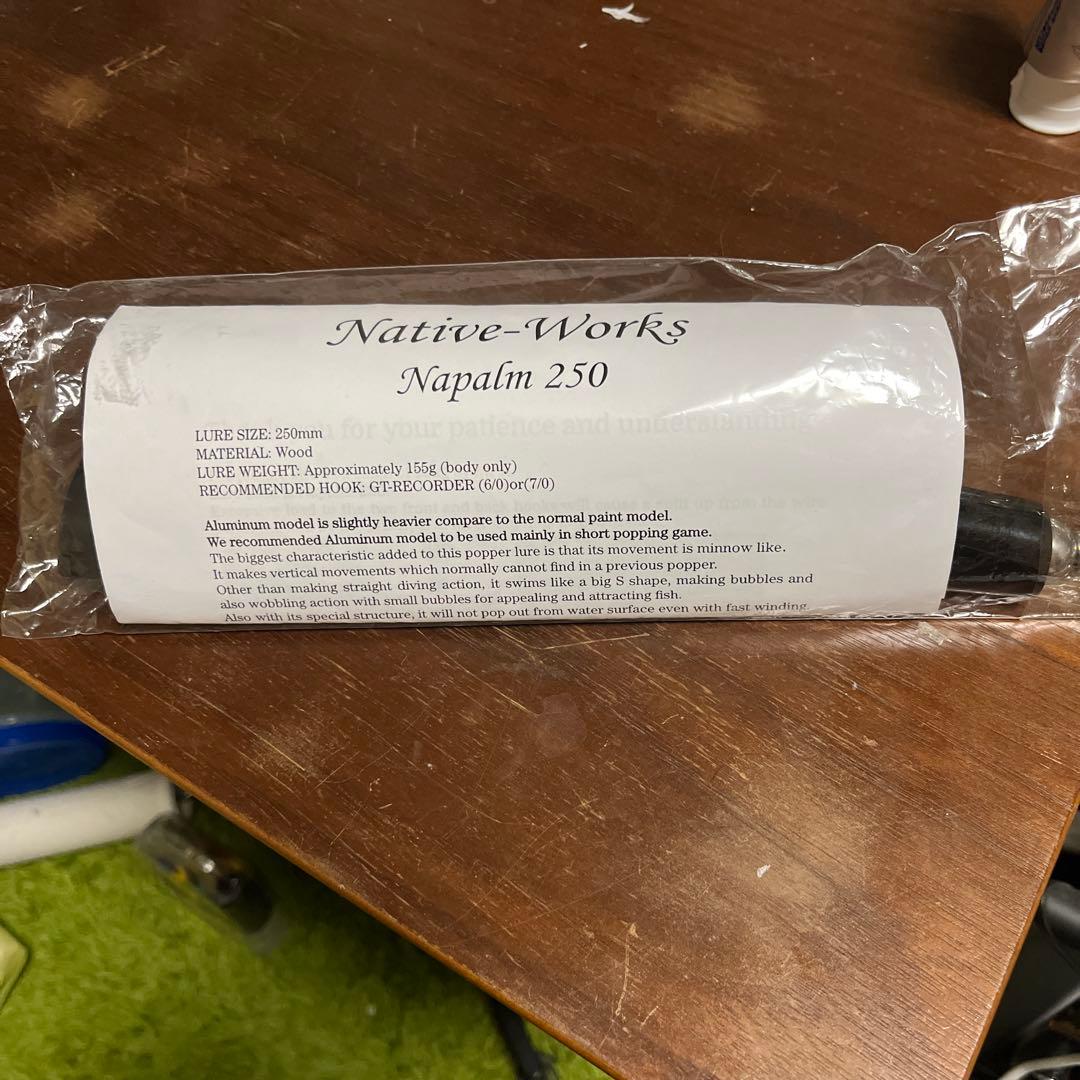 Native-Works
Napalm 250
for your patience and understanding
LURE SIZE: 250mm
MATERIAL: Wood
LURE WEIGHT: Approximately 155g (body only)
RECOMMENDED HOOK: GT-RECORDER (6/0)or(7/0)
Aluminum model is slightly heavier compare to the normal paint model.
We recommended Aluminum model to be used mainly in short popping game.
The biggest characteristic added to this popper lure is that its movement is minnow like.
It makes vertical movements which normally cannot find in a previous popper.
Other than making straight diving action, it swims like a big S shape, making bubbles and
also wobbling action with small bubbles for appealing and attracting fish.
Also with its special structure, it will not pop out from water surface even with fast winding.